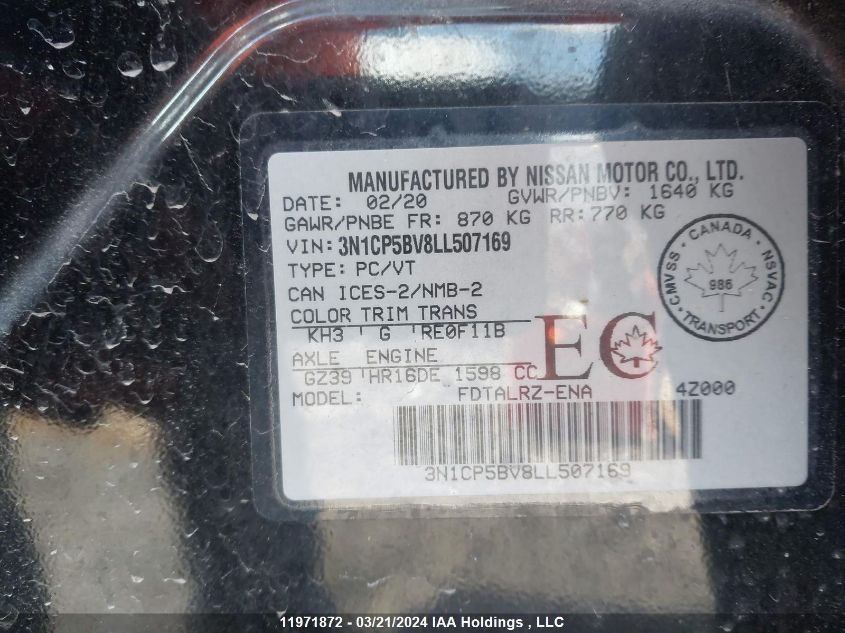 MANUFACTURED BY NISSAN MOTOR CO., LTD.
DATE: 02/20 GVWR/PNBV: 1640 KG
GAWR/PNBE FR: 870 KG RR: 770 KG
VIN: 3N1CP5BV8LL507169
TYPE: PC/VT
CAN ICES-2/NMB-2
COLOR TRIM TRANS
KH3 G RE0F11B
AXLE ENGINE
GZ39 HR16DE 1598 CC
MODEL: FDTALRZ-ENA 4Z000
3N1CP5BV8LL507169
EC
CANADA
CMVSS NSVAC
986
TRANSPORT
11971872 - 03/21/2024 IAA Holdings , LLC